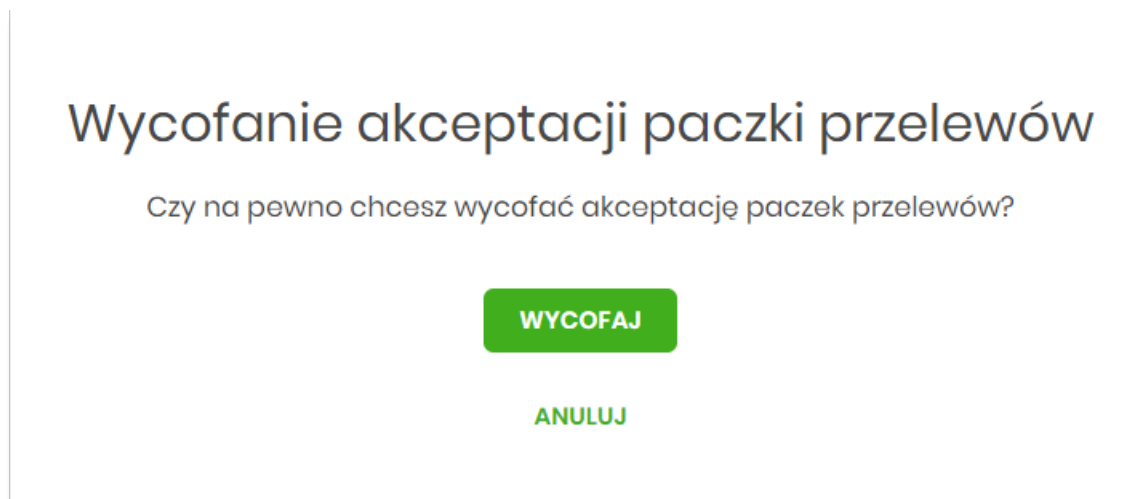 Wycofanie akceptacji paczki przelewów
Czy na pewno chcesz wycofać akceptację paczek przelewów?
WYCOFAJ
ANULUJ